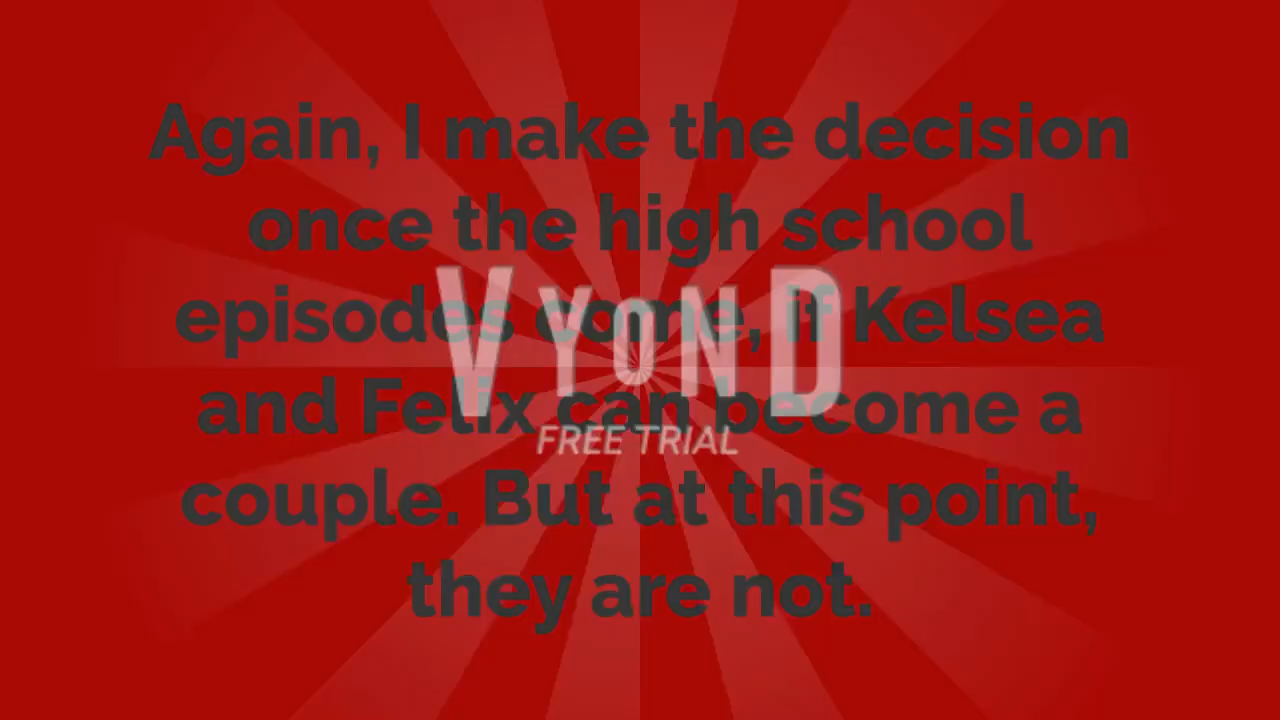 Again, I make the decision
once the high school
episodes come, if Kelsea
and Felix can become a
couple. But at this point,
they are not.
VYOND
FREE TRIAL